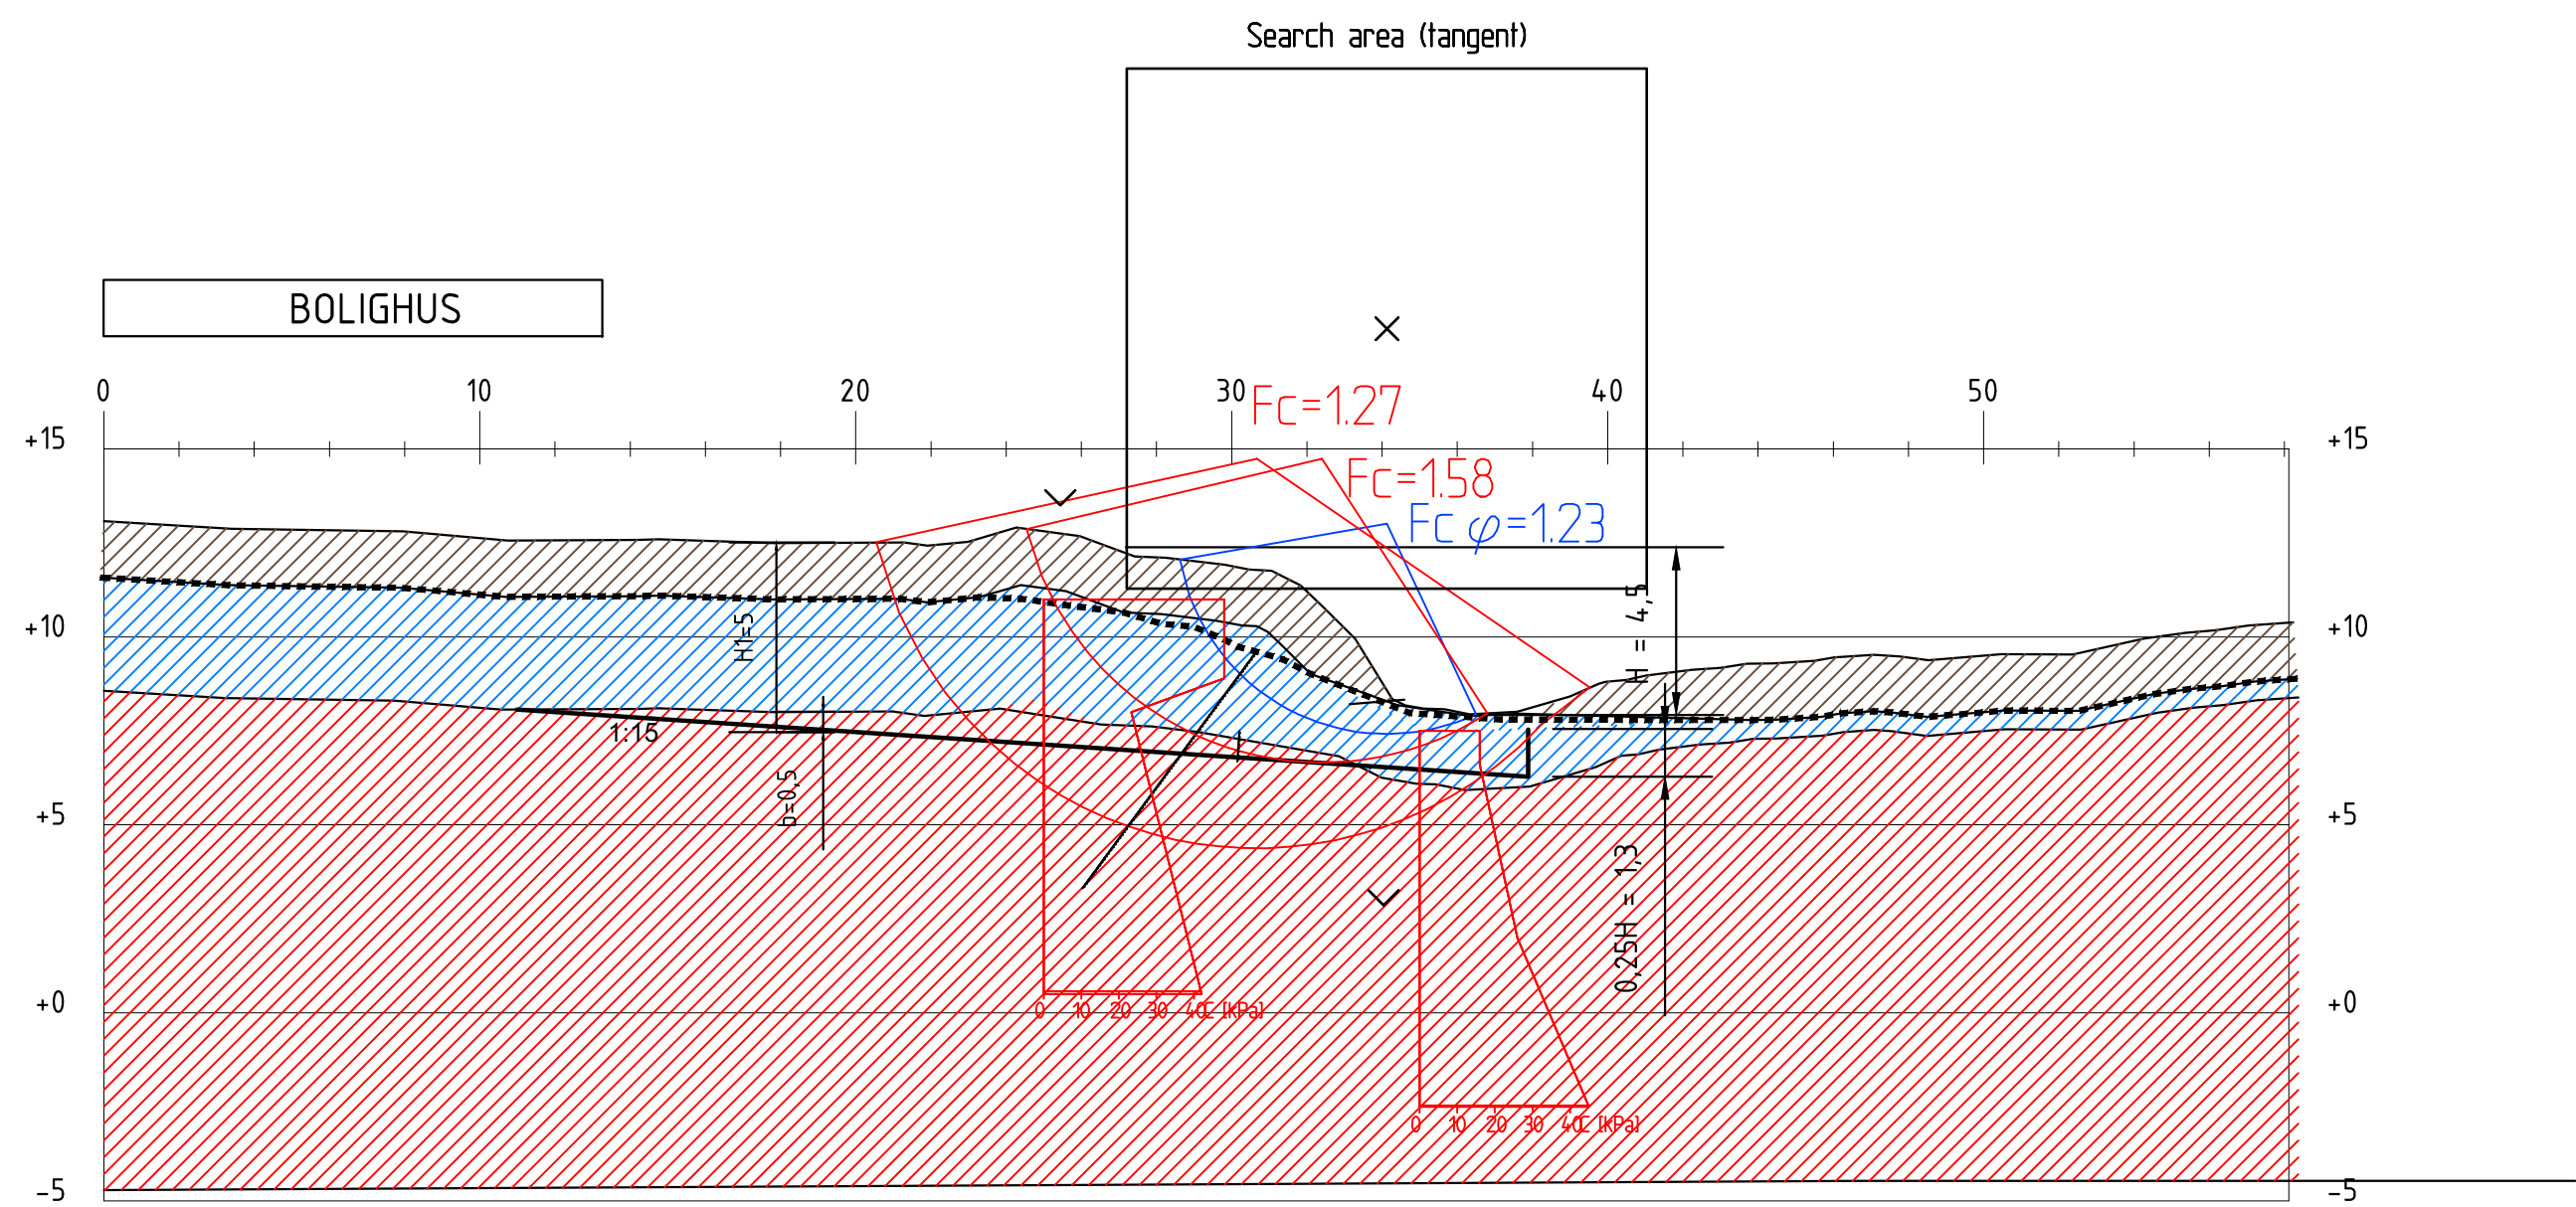 Search area (tangent)
BOLIGHUS
0 10 20 30 40 50
Fc=1.27
+15 +15
Fc=1.58
Fc φ=1.23
H = 4,5
H1=5
+10 +10
1:15
b=0,5
+5 +5
0,25H = 1,3
+0 +0
0 10 20 30 40 C [kPa]
0 10 20 30 40 C [kPa]
-5 -5